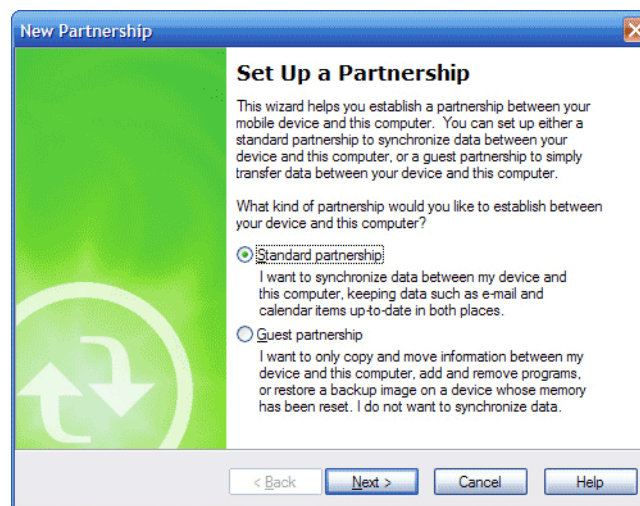 New Partnership
Set Up a Partnership
This wizard helps you establish a partnership between your
mobile device and this computer.  You can set up either a
standard partnership to synchronize data between your
device and this computer, or a guest partnership to simply
transfer data between your device and this computer.
What kind of partnership would you like to establish between
your device and this computer?
Standard partnership
I want to synchronize data between my device and
this computer, keeping data such as e-mail and
calendar items up-to-date in both places.
Guest partnership
I want to only copy and move information between my
device and this computer, add and remove programs,
or restore a backup image on a device whose memory
has been reset. I do not want to synchronize data.
< Back Next > Cancel Help